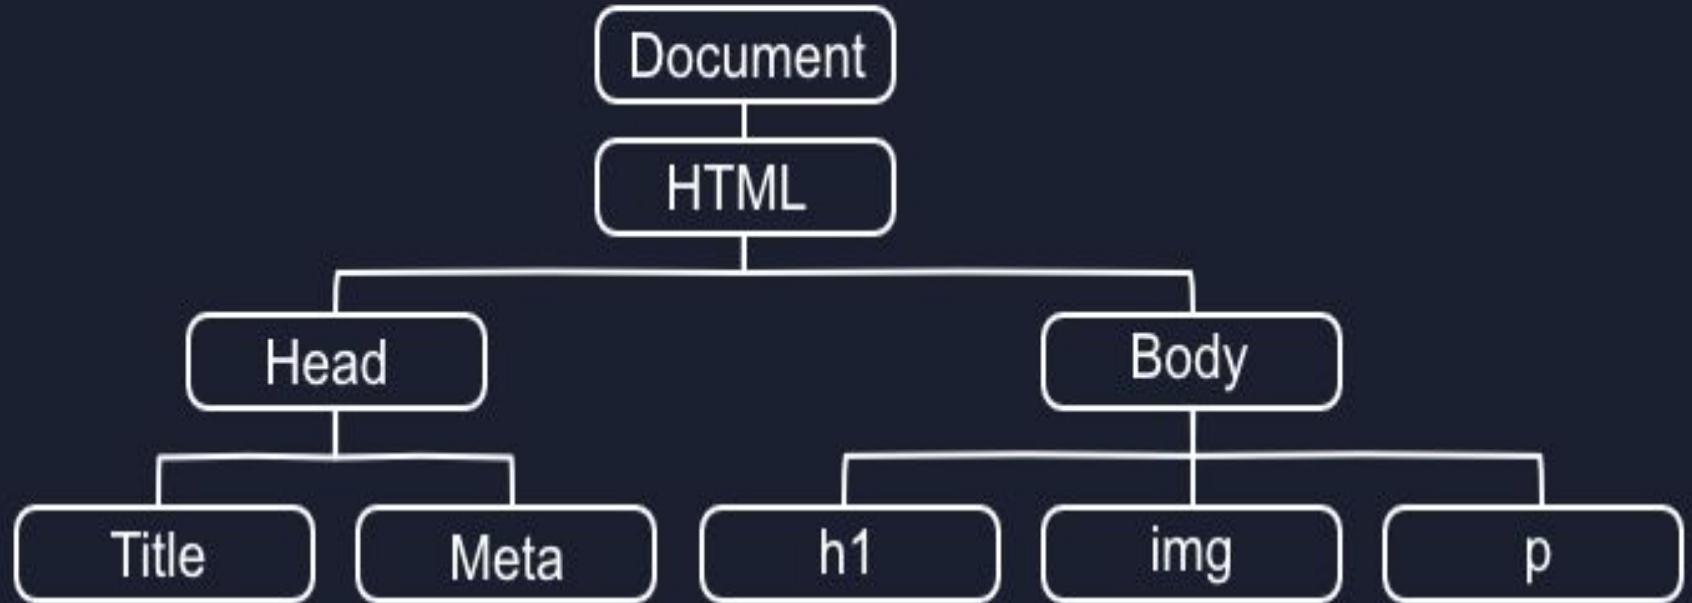 Document
HTML
Head
Body
Title
Meta
h1
img
p